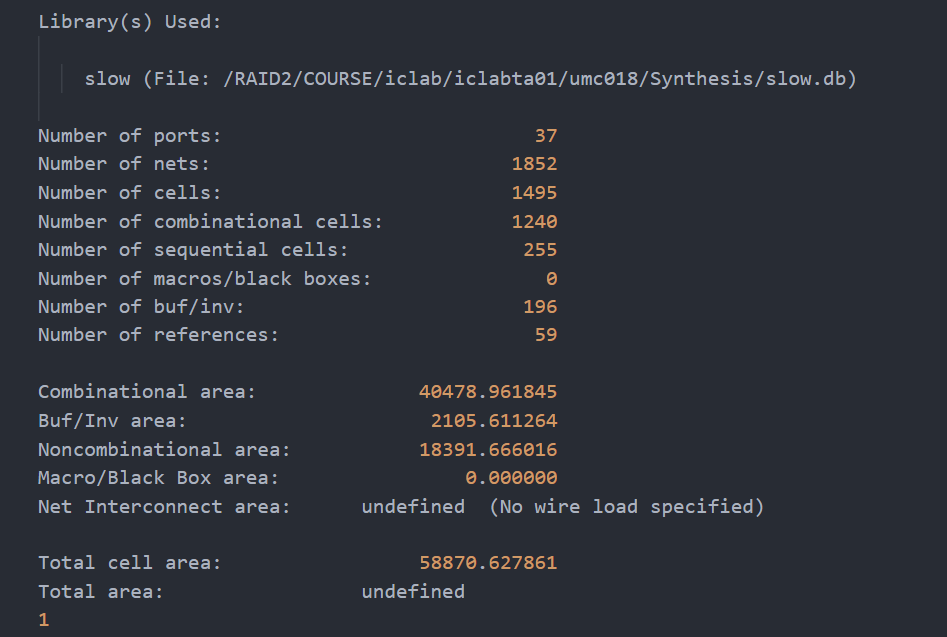 Library(s) Used:
slow (File: /RAID2/COURSE/iclab/iclabta01/umc018/Synthesis/slow.db)
Number of ports: 37
Number of nets: 1852
Number of cells: 1495
Number of combinational cells: 1240
Number of sequential cells: 255
Number of macros/black boxes: 0
Number of buf/inv: 196
Number of references: 59
Combinational area: 40478.961845
Buf/Inv area: 2105.611264
Noncombinational area: 18391.666016
Macro/Black Box area: 0.000000
Net Interconnect area: undefined (No wire load specified)
Total cell area: 58870.627861
Total area: undefined
1